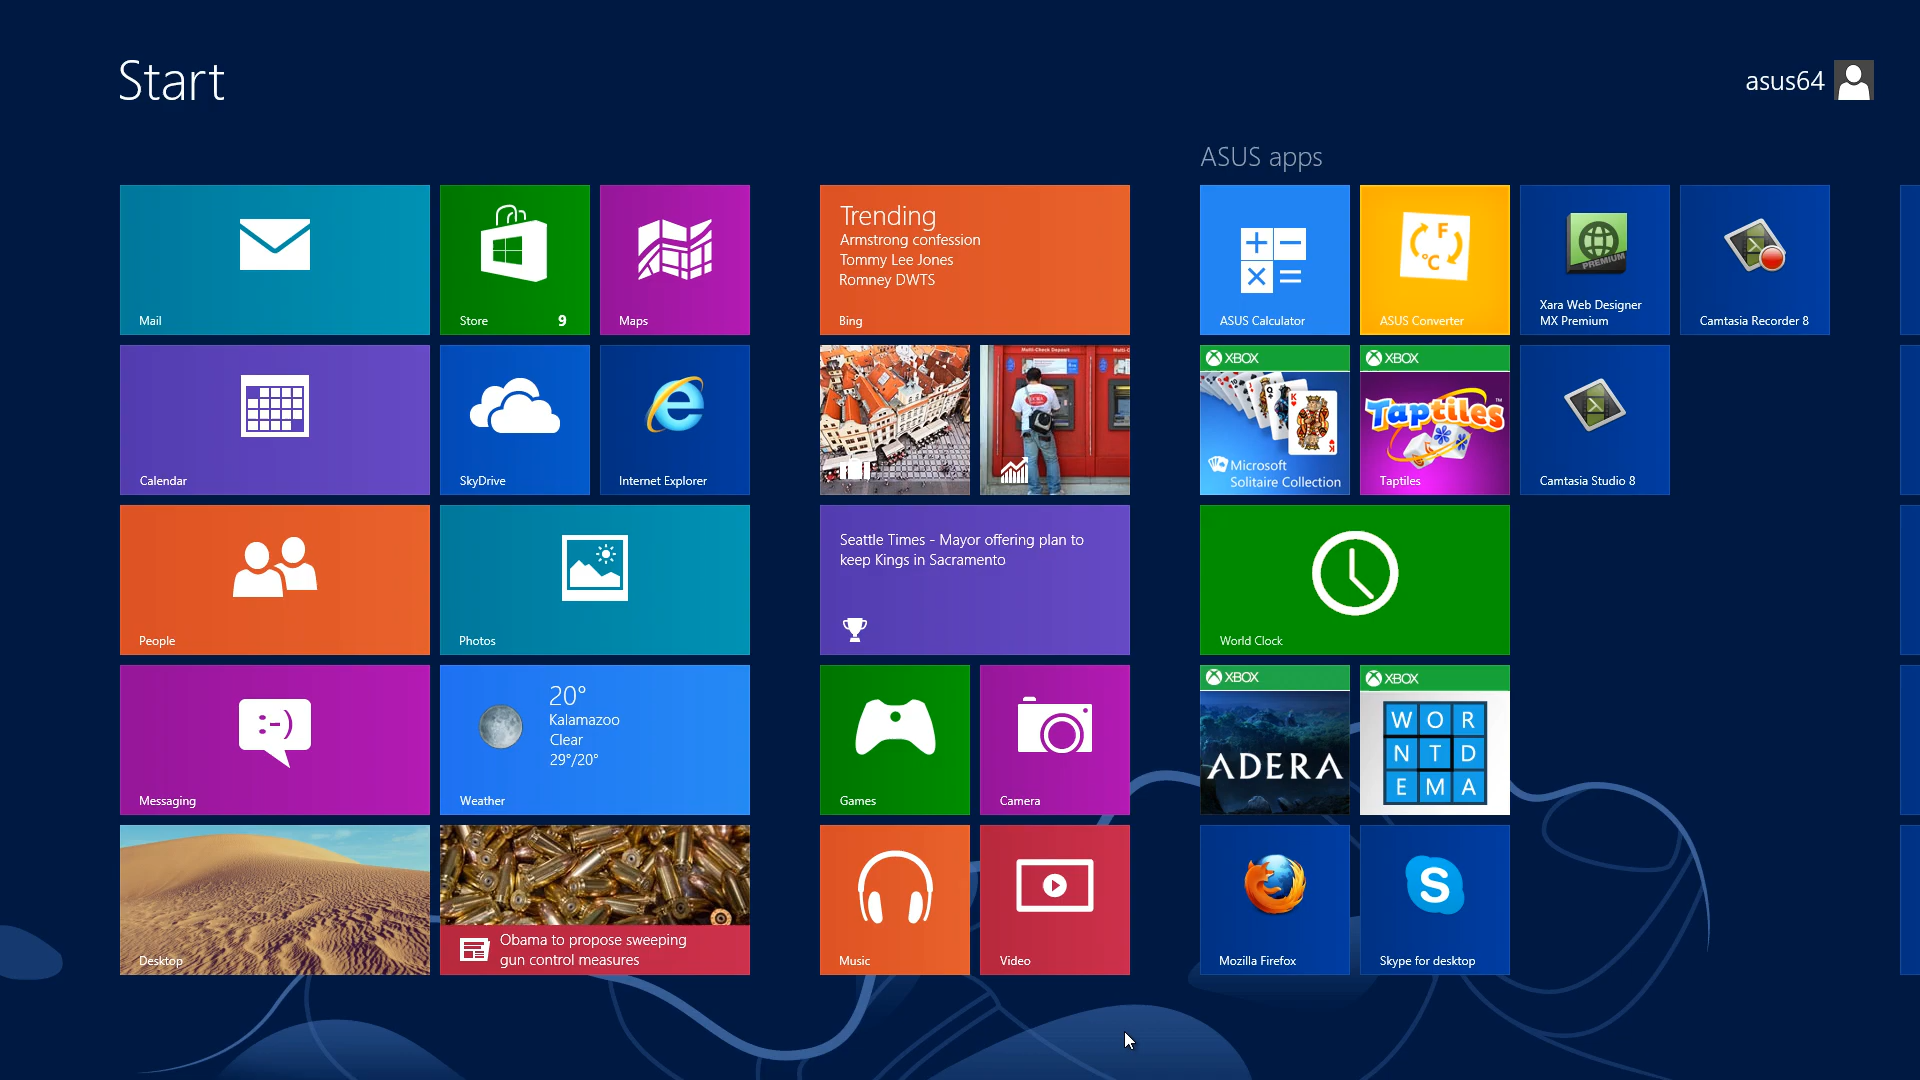 Start
asus64
ASUS apps
Mail
Store 9
Maps
Calendar
SkyDrive
Internet Explorer
People
Photos
Messaging
20°
Kalamazoo
Clear
29°/20°
Weather
Desktop
Obama to propose sweeping
gun control measures
Trending
Armstrong confession
Tommy Lee Jones
Romney DWTS
Bing
Multi-Check Deposit
Seattle Times - Mayor offering plan to
keep Kings in Sacramento
Games
Camera
Music
Video
+ −
× =
ASUS Calculator
F
°C
ASUS Converter
PREMIUM
Xara Web Designer
MX Premium
Camtasia Recorder 8
XBOX
Microsoft
Solitaire Collection
XBOX
Taptiles
Taptiles
Camtasia Studio 8
World Clock
XBOX
ADERA
XBOX
W O R
N T D
E M A
Mozilla Firefox
S
Skype for desktop